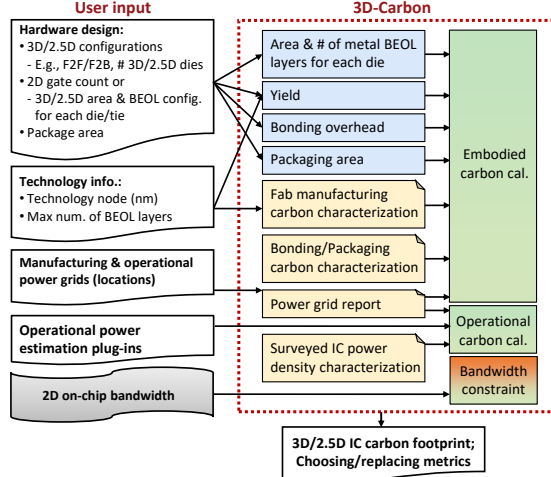 User input
3D-Carbon
Hardware design:
• 3D/2.5D configurations
- E.g., F2F/F2B, # 3D/2.5D dies
• 2D gate count or
- 3D/2.5D area & BEOL config.
for each die/tie
• Package area
Technology info.:
• Technology node (nm)
• Max num. of BEOL layers
Manufacturing & operational
power grids (locations)
Operational power
estimation plug-ins
2D on-chip bandwidth
Area & # of metal BEOL
layers for each die
Yield
Bonding overhead
Packaging area
Fab manufacturing
carbon characterization
Bonding/Packaging
carbon characterization
Power grid report
Surveyed IC power
density characterization
Embodied
carbon cal.
Operational
carbon cal.
Bandwidth
constraint
3D/2.5D IC carbon footprint;
Choosing/replacing metrics